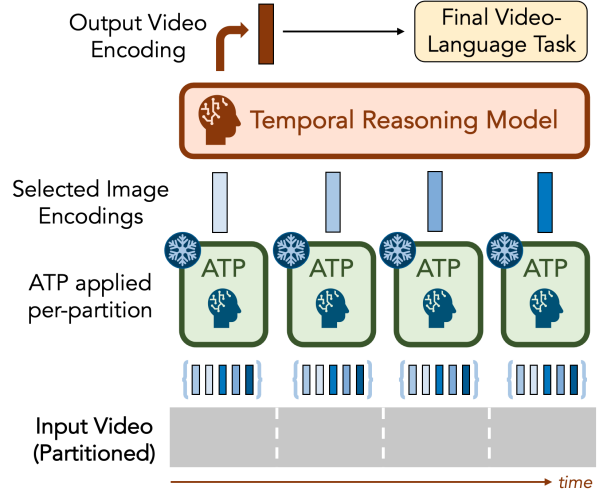 Output Video
Encoding
Final Video-
Language Task
Temporal Reasoning Model
Selected Image
Encodings
ATP applied
per-partition
ATP
ATP
ATP
ATP
Input Video
(Partitioned)
time